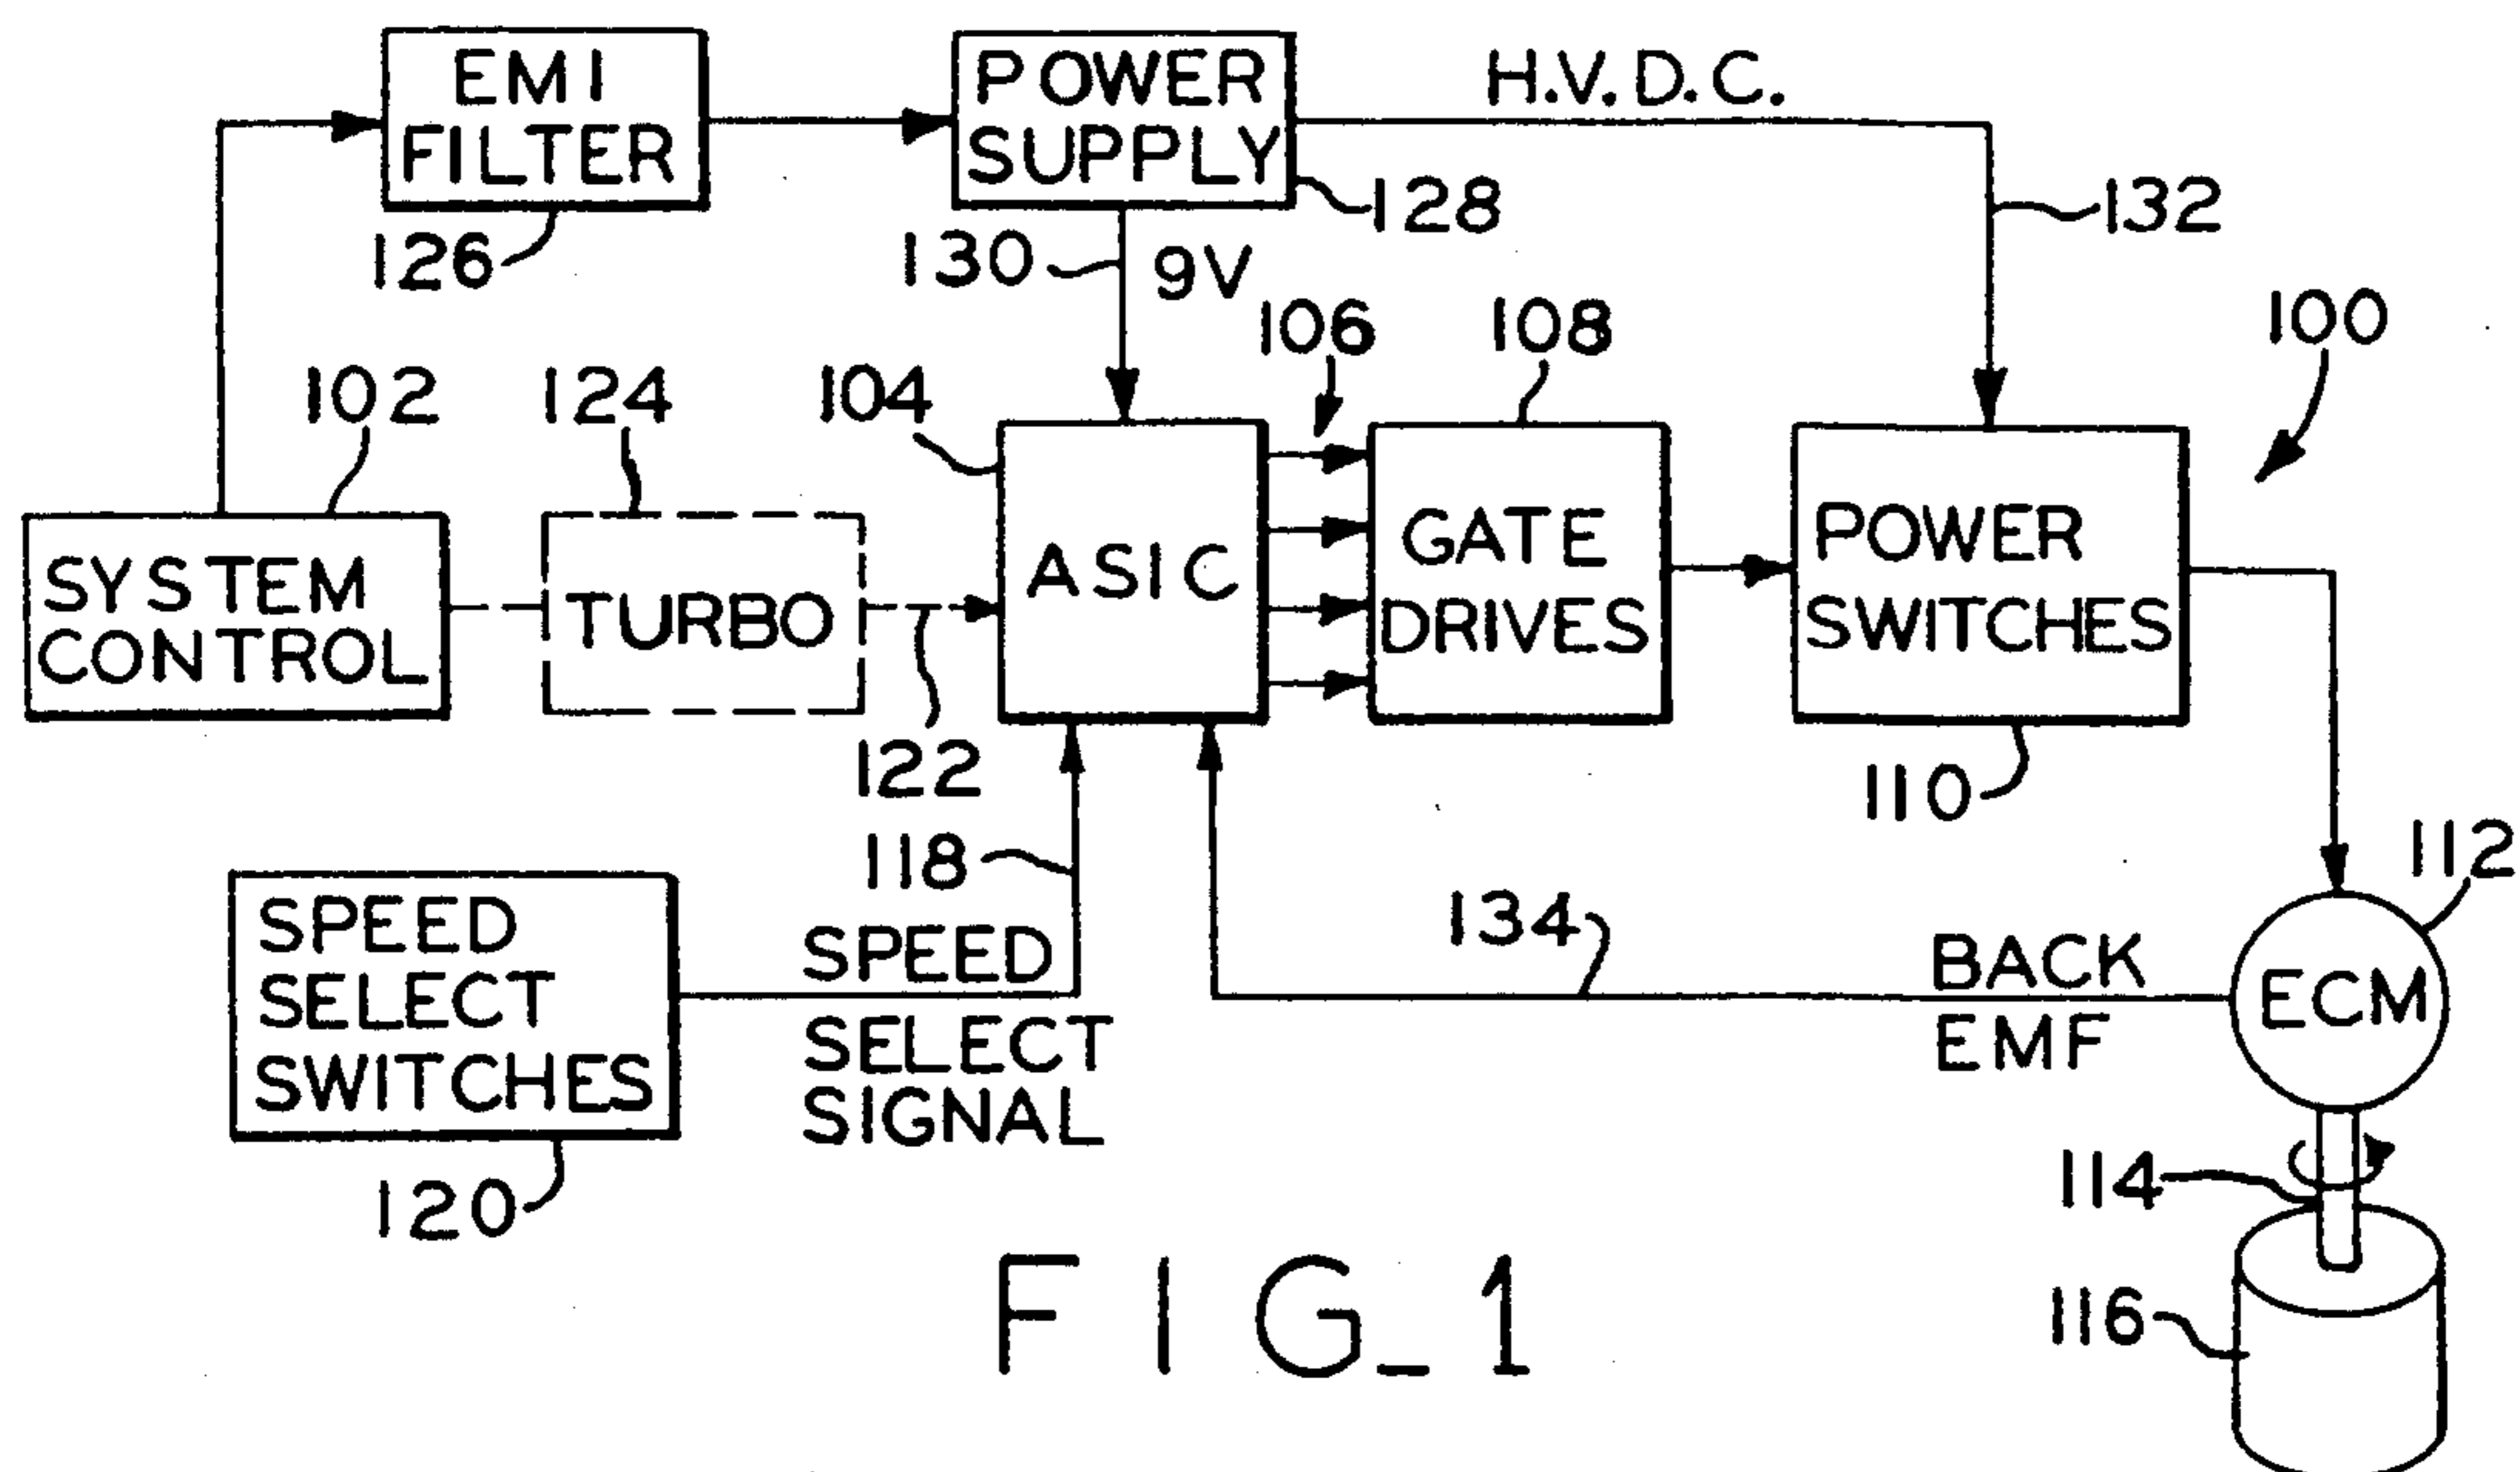 EMI
FILTER
126
POWER
SUPPLY
128
H.V.D.C.
132
130
9V
106
108
100
102
124
104
SYSTEM
CONTROL
TURBO
122
ASIC
GATE
DRIVES
POWER
SWITCHES
110
112
118
SPEED
SELECT
SWITCHES
120
SPEED
SELECT
SIGNAL
134
BACK
EMF
ECM
114
116
FIG_1